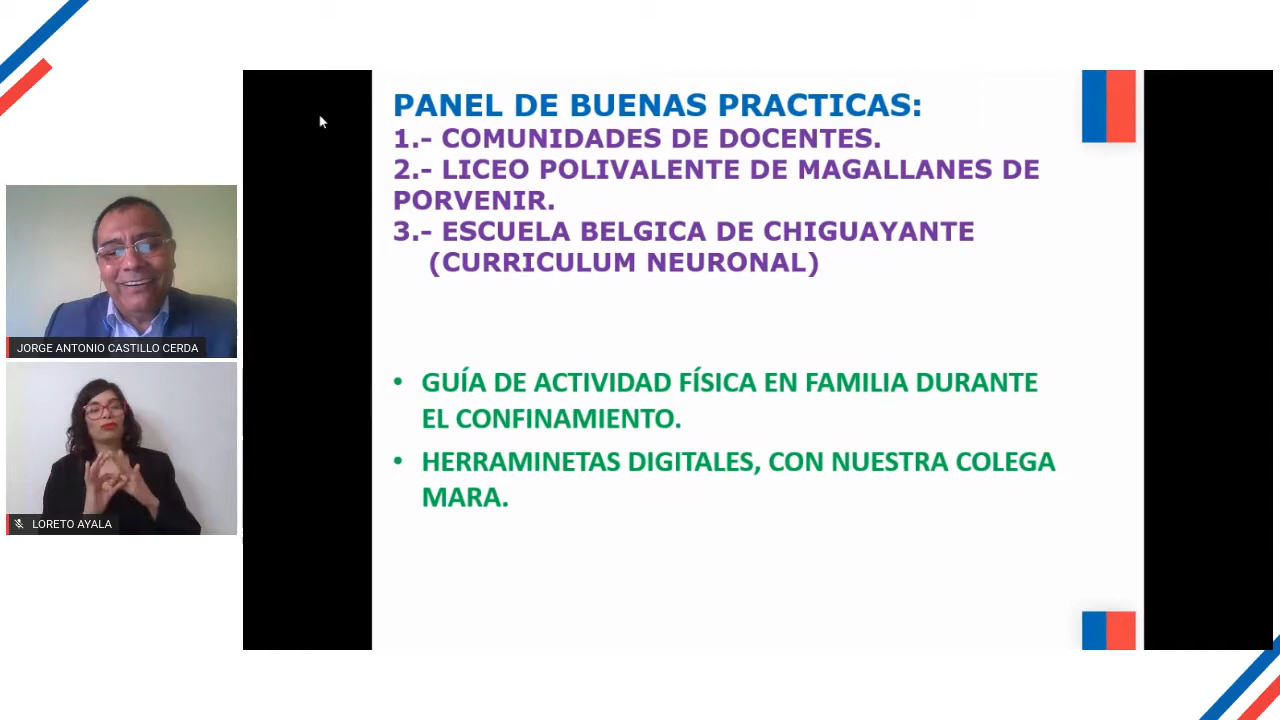 PANEL DE BUENAS PRACTICAS:
1.- COMUNIDADES DE DOCENTES.
2.- LICEO POLIVALENTE DE MAGALLANES DE
PORVENIR.
3.- ESCUELA BELGICA DE CHIGUAYANTE
(CURRICULUM NEURONAL)
• GUÍA DE ACTIVIDAD FÍSICA EN FAMILIA DURANTE
EL CONFINAMIENTO.
• HERRAMINETAS DIGITALES, CON NUESTRA COLEGA
MARA.
JORGE ANTONIO CASTILLO CERDA
LORETO AYALA